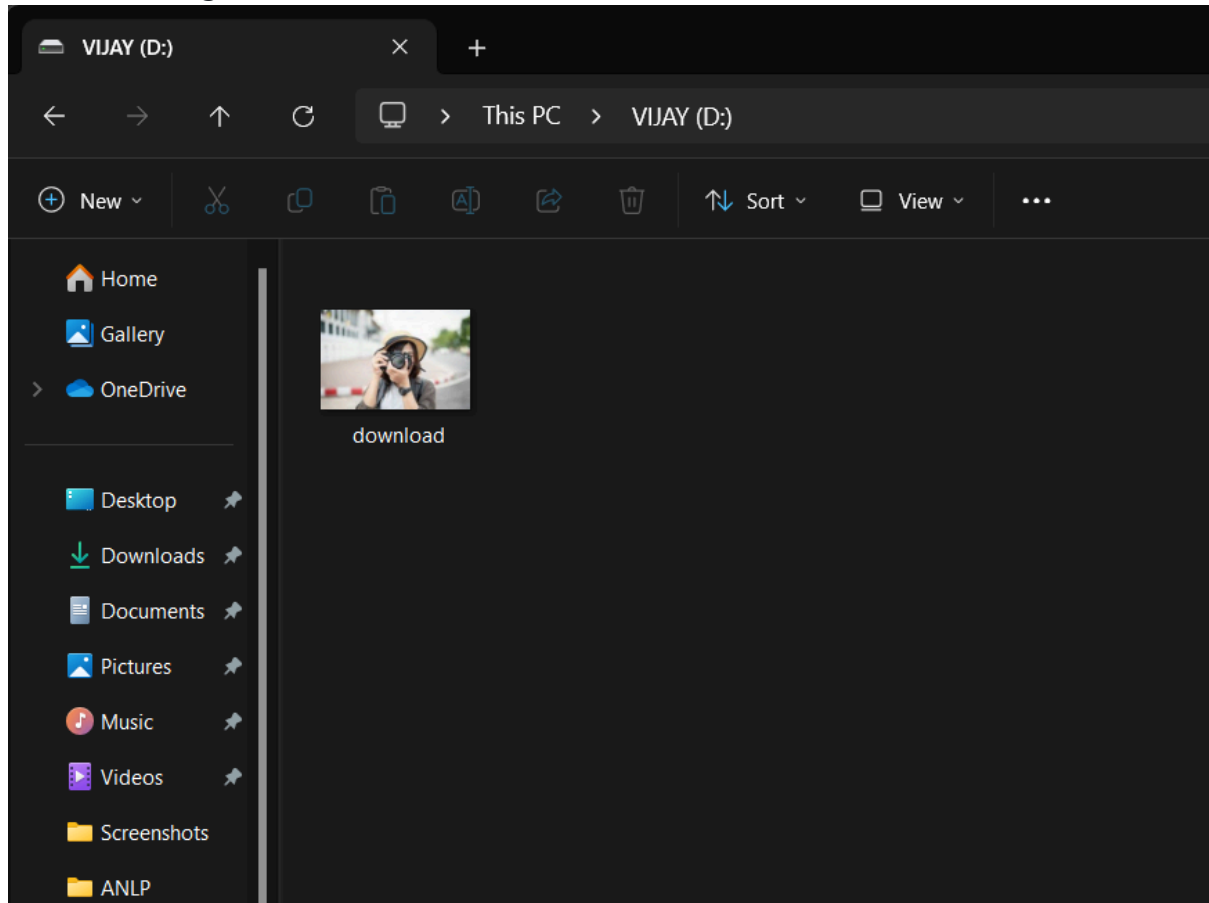 VIJAY (D:)
This PC > VIJAY (D:)
New
Sort
View
Home
Gallery
OneDrive
download
Desktop
Downloads
Documents
Pictures
Music
Videos
Screenshots
ANLP